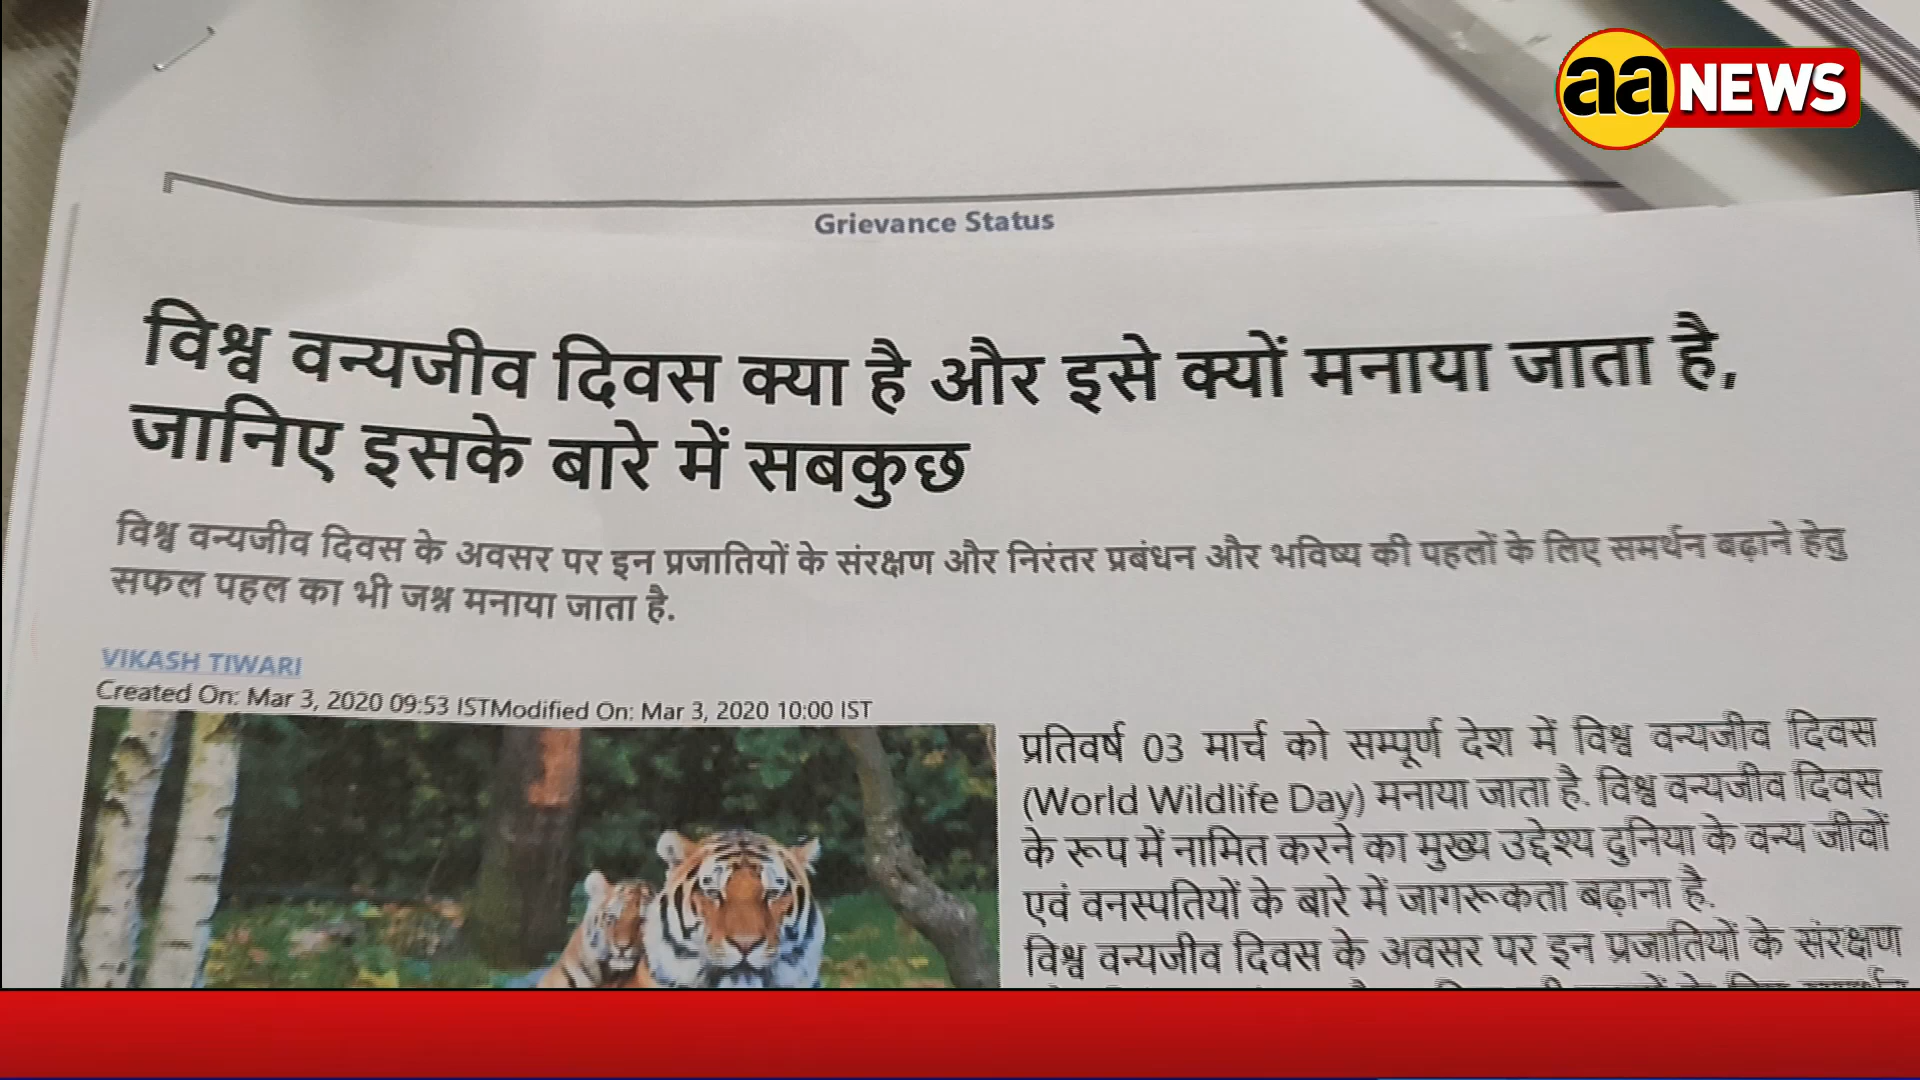 aa NEWS
Grievance Status
विश्व वन्यजीव दिवस क्या है और इसे क्यों मनाया जाता है,
जानिए इसके बारे में सबकुछ
विश्व वन्यजीव दिवस के अवसर पर इन प्रजातियों के संरक्षण और निरंतर प्रबंधन और भविष्य की पहलों के लिए समर्थन बढ़ाने हेतु
सफल पहल का भी जश्न मनाया जाता है.
VIKASH TIWARI
Created On: Mar 3, 2020 09:53 ISTModified On: Mar 3, 2020 10:00 IST
प्रतिवर्ष 03 मार्च को सम्पूर्ण देश में विश्व वन्यजीव दिवस
(World Wildlife Day) मनाया जाता है. विश्व वन्यजीव दिवस
के रूप में नामित करने का मुख्य उद्देश्य दुनिया के वन्य जीवों
एवं वनस्पतियों के बारे में जागरूकता बढ़ाना है.
विश्व वन्यजीव दिवस के अवसर पर इन प्रजातियों के संरक्षण